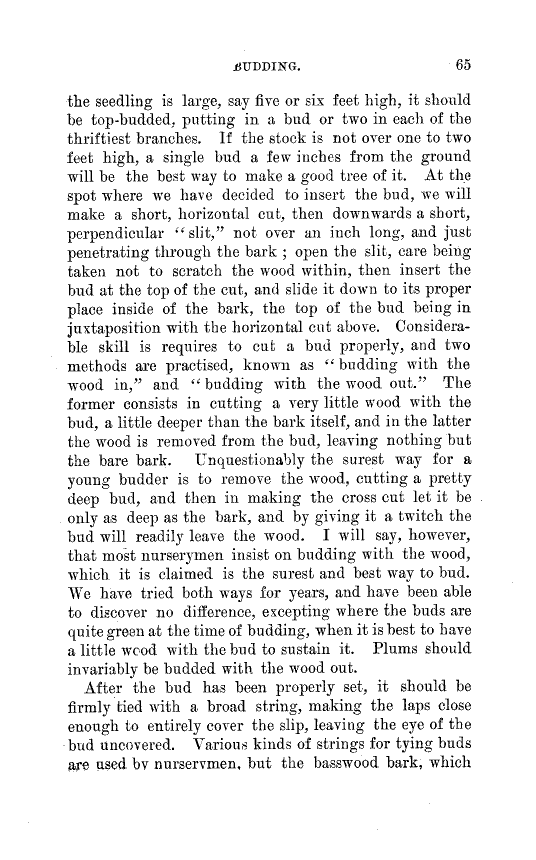 BUDDING. 65
the seedling is large, say five or six feet high, it should
be top-budded, putting in a bud or two in each of the
thriftiest branches. If the stock is not over one to two
feet high, a single bud a few inches from the ground
will be the best way to make a good tree of it. At the
spot where we have decided to insert the bud, we will
make a short, horizontal cut, then downwards a short,
perpendicular “slit,” not over an inch long, and just
penetrating through the bark ; open the slit, care being
taken not to scratch the wood within, then insert the
bud at the top of the cut, and slide it down to its proper
place inside of the bark, the top of the bud being in
juxtaposition with the horizontal cut above. Considera-
ble skill is requires to cut a bud properly, and two
methods are practised, known as “budding with the
wood in,” and “budding with the wood out.” The
former consists in cutting a very little wood with the
bud, a little deeper than the bark itself, and in the latter
the wood is removed from the bud, leaving nothing but
the bare bark. Unquestionably the surest way for a
young budder is to remove the wood, cutting a pretty
deep bud, and then in making the cross cut let it be
only as deep as the bark, and by giving it a twitch the
bud will readily leave the wood. I will say, however,
that most nurserymen insist on budding with the wood,
which it is claimed is the surest and best way to bud.
We have tried both ways for years, and have been able
to discover no difference, excepting where the buds are
quite green at the time of budding, when it is best to have
a little wood with the bud to sustain it. Plums should
invariably be budded with the wood out.
After the bud has been properly set, it should be
firmly tied with a broad string, making the laps close
enough to entirely cover the slip, leaving the eye of the
bud uncovered. Various kinds of strings for tying buds
are used by nurserymen, but the basswood bark, which